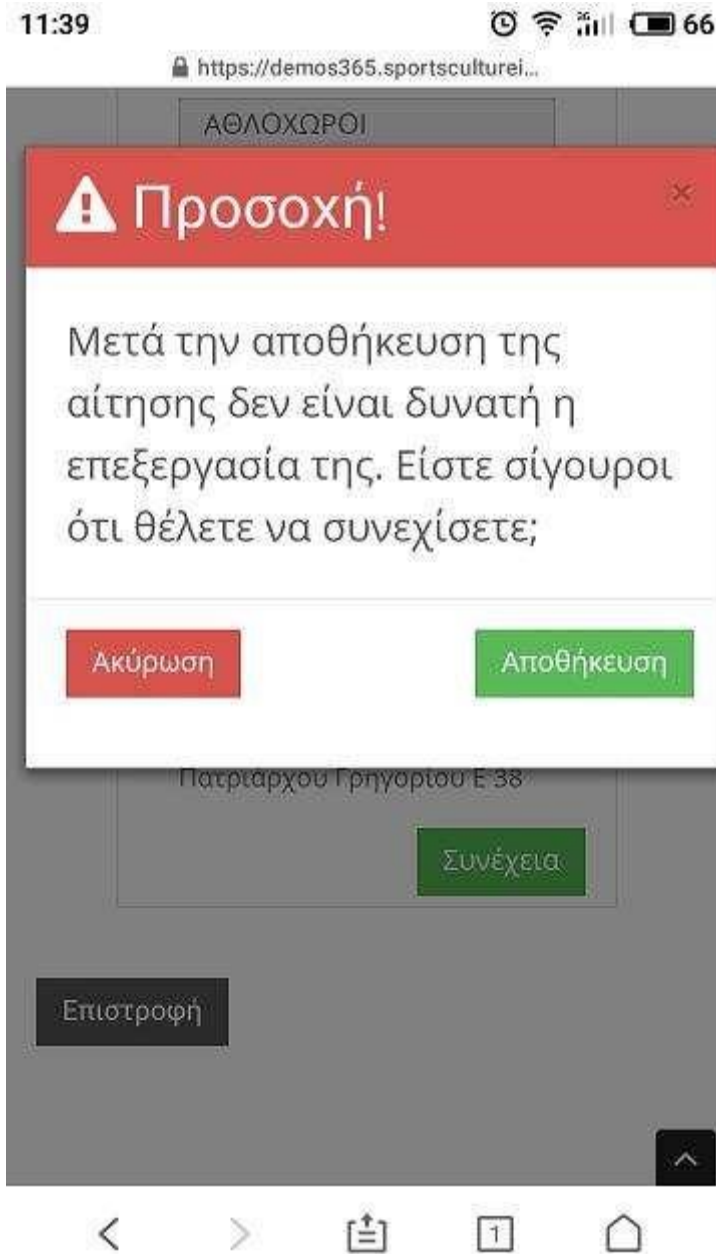 11:39
2G
66
https://demos365.sportsculturei...
ΑΘΛΟΧΩΡΟΙ
Προσοχή!
×
Μετά την αποθήκευση της
αίτησης δεν είναι δυνατή η
επεξεργασία της. Είστε σίγουροι
ότι θέλετε να συνεχίσετε;
Ακύρωση
Αποθήκευση
Πατριάρχου Γρηγορίου Ε 38
Συνέχεια
Επιστροφή
1